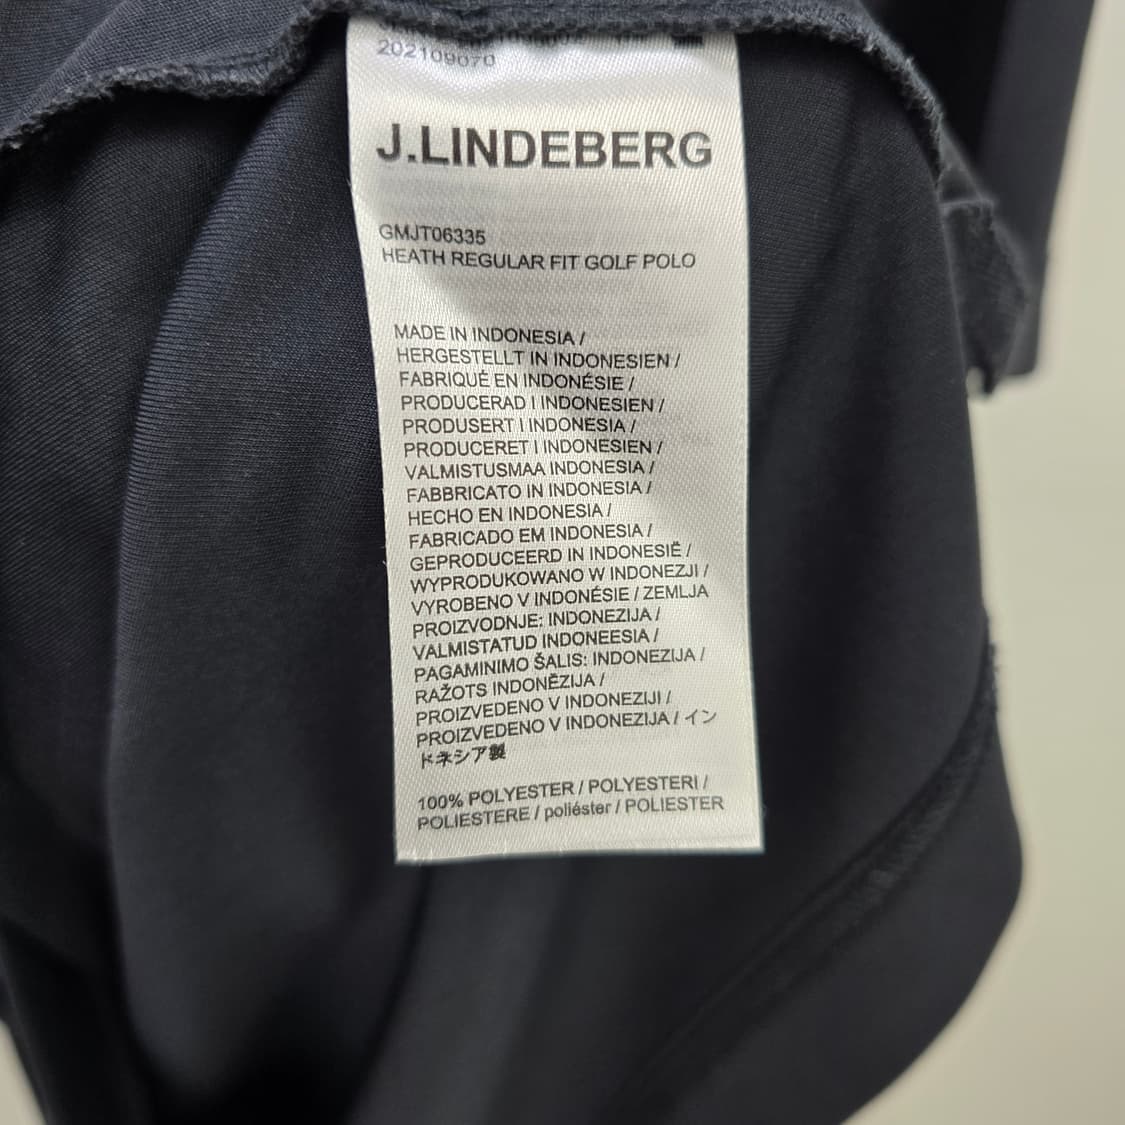 202109070
J.LINDEBERG
GMJT06335
HEATH REGULAR FIT GOLF POLO
MADE IN INDONESIA /
HERGESTELLT IN INDONESIEN /
FABRIQUÉ EN INDONÉSIE /
PRODUCERAD I INDONESIEN /
PRODUSERT I INDONESIA /
PRODUCERET I INDONESIEN /
VALMISTUSMAA INDONESIA /
FABBRICATO IN INDONESIA /
HECHO EN INDONESIA /
FABRICADO EM INDONESIA /
GEPRODUCEERD IN INDONESIË /
WYPRODUKOWANO W INDONEZJI /
VYROBENO V INDONÉSIE / ZEMLJA
PROIZVODNJE: INDONEZIJA /
VALMISTATUD INDONEESIA /
PAGAMINIMO ŠALIS: INDONEZIJA /
RAŽOTS INDONĒZIJA /
PROIZVEDENO V INDONEZIJI /
PROIZVEDENO V INDONEZIJA / イン
ドネシア製
100% POLYESTER / POLYESTERI /
POLIESTERE / poliéster / POLIESTER